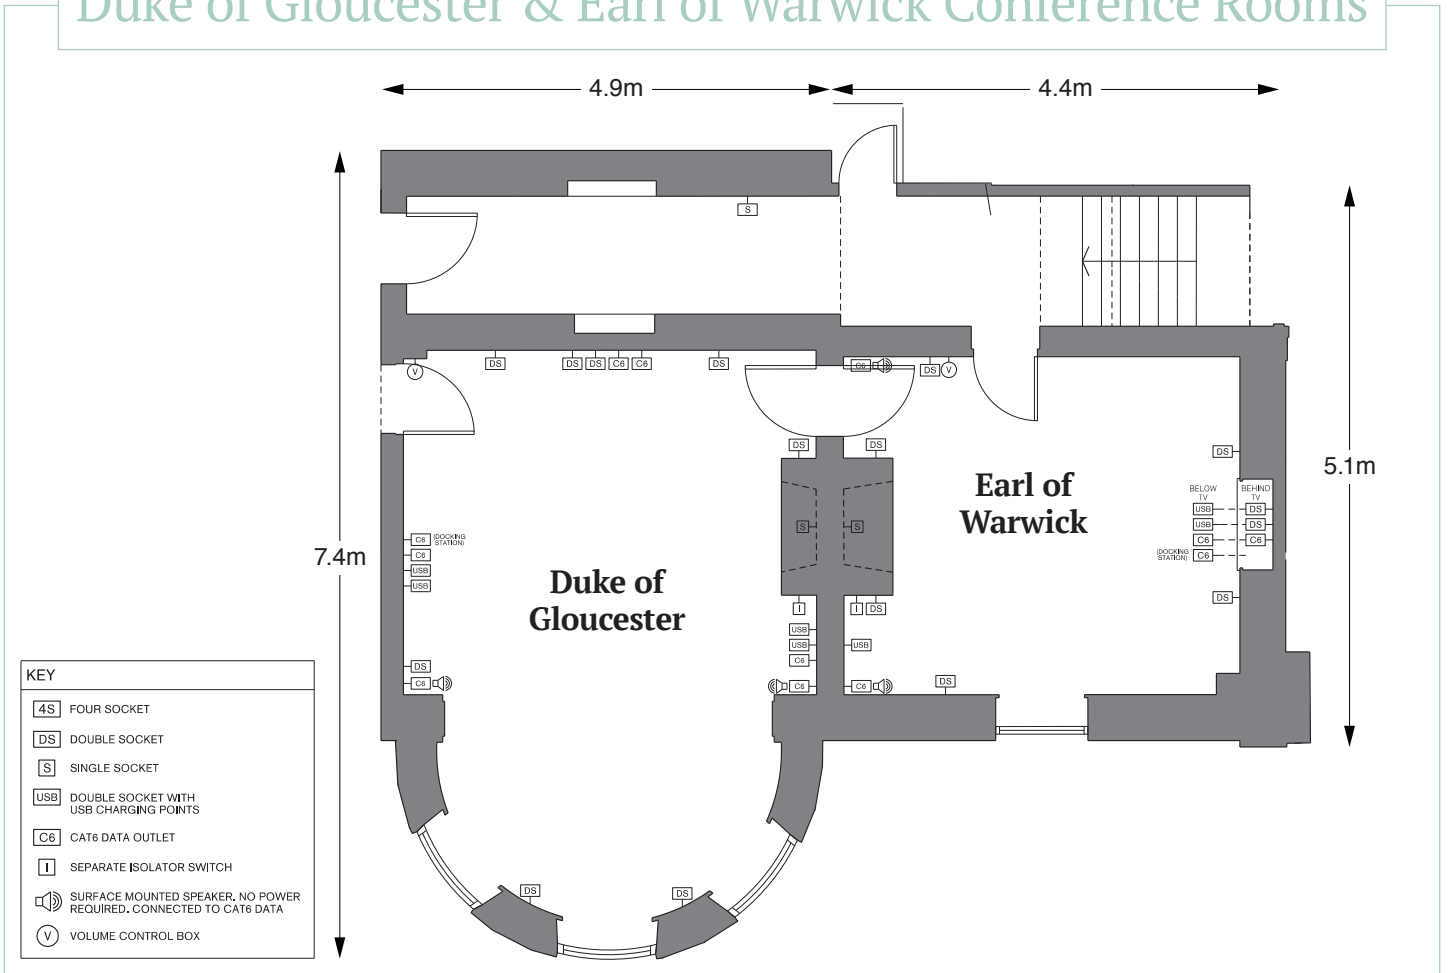 Duke of Gloucester & Earl of Warwick Conference Rooms
4.9m
4.4m
S
V
DS
DS
DS
C6
C6
DS
C6
DS
V
DS
DS
DS
5.1m
Earl of
Warwick
BELOW
TV
BEHIND
TV
USB
DS
USB
DS
C6
C6
(DOCKING
STATION)
C6
S
S
C6
(DOCKING
STATION)
C6
USB
USB
7.4m
Duke of
Gloucester
DS
I
I
DS
USB
USB
USB
C6
DS
C6
C6
C6
DS
DS
DS
KEY
4S FOUR SOCKET
DS DOUBLE SOCKET
S SINGLE SOCKET
USB DOUBLE SOCKET WITH
USB CHARGING POINTS
C6 CAT6 DATA OUTLET
I SEPARATE ISOLATOR SWITCH
SURFACE MOUNTED SPEAKER. NO POWER
REQUIRED. CONNECTED TO CAT6 DATA
V VOLUME CONTROL BOX